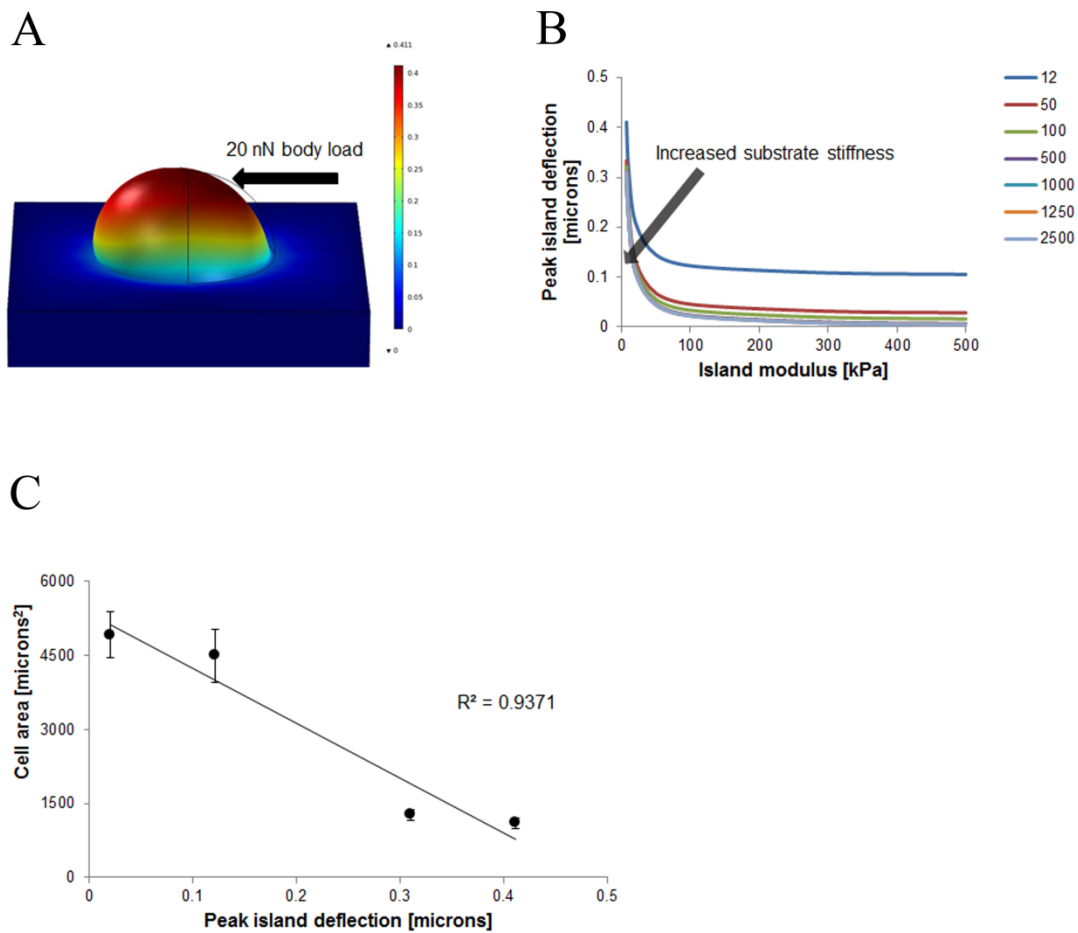 A
▲ 0.411
0.4
0.35
0.3
0.25
0.2
0.15
0.1
0.05
0
▼ 0
20 nN body load
B
Peak island deflection
[microns]
0.5
0.4
0.3
0.2
0.1
0
0 100 200 300 400 500
Island modulus [kPa]
Increased substrate stiffness
12
50
100
500
1000
1250
2500
C
Cell area [microns²]
6000
4500
3000
1500
0
0 0.1 0.2 0.3 0.4 0.5
Peak island deflection [microns]
R² = 0.9371